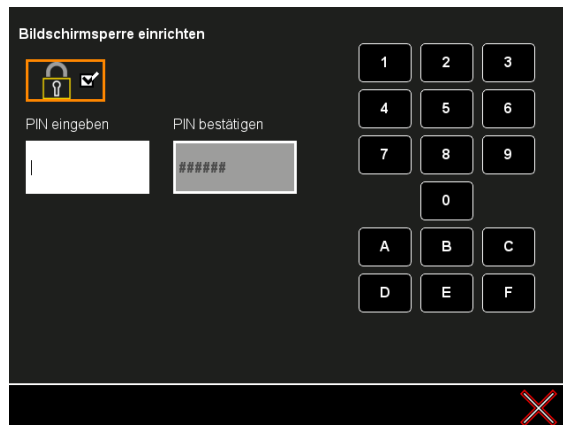 Bildschirmsperre einrichten
PIN eingeben
PIN bestätigen
######
1 2 3
4 5 6
7 8 9
0
A B C
D E F